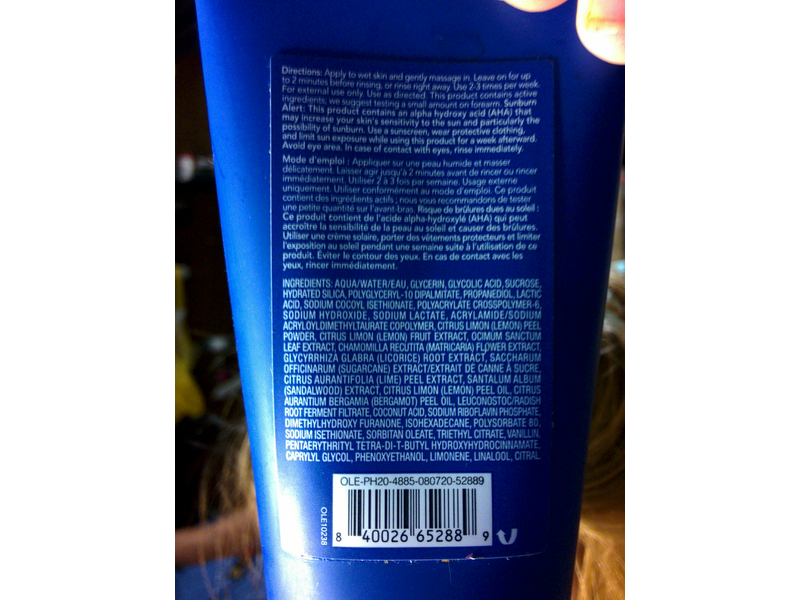 Directions: Apply to wet skin and gently massage in. Leave on for up
to 2 minutes before rinsing, or rinse right away. Use 2-3 times per week.
For external use only. Use as directed. This product contains active
ingredients, we suggest testing a small amount on forearm. Sunburn
Alert: This product contains an alpha hydroxy acid (AHA) that
may increase your skin's sensitivity to the sun and particularly the
possibility of sunburn. Use a sunscreen, wear protective clothing,
and limit sun exposure while using this product for a week afterward.
Avoid eye area. In case of contact with eyes, rinse immediately.
Mode d'emploi : Appliquer sur une peau humide et masser
délicatement. Laisser agir jusqu'à 2 minutes avant de rincer ou rincer
immédiatement. Utiliser 2 à 3 fois par semaine. Usage externe
uniquement. Utiliser conformément au mode d'emploi. Ce produit
contient des ingrédients actifs ; nous vous recommandons de tester
une petite quantité sur l'avant-bras. Risque de brûlures dues au soleil :
Ce produit contient de l'acide alpha-hydroxylé (AHA) qui peut
accroître la sensibilité de la peau au soleil et causer des brûlures.
Utiliser une crème solaire, porter des vêtements protecteurs et limiter
l'exposition au soleil pendant une semaine suite à l'utilisation de ce
produit. Éviter le contour des yeux. En cas de contact avec les
yeux, rincer immédiatement.
INGREDIENTS: AQUA/WATER/EAU, GLYCERIN, GLYCOLIC ACID, SUCROSE,
HYDRATED SILICA, POLYGLYCERYL-10 DIPALMITATE, PROPANEDIOL, LACTIC
ACID, SODIUM COCOYL ISETHIONATE, POLYACRYLATE CROSSPOLYMER-6,
SODIUM HYDROXIDE, SODIUM LACTATE, ACRYLAMIDE/SODIUM
ACRYLOYLDIMETHYLTAURATE COPOLYMER, CITRUS LIMON (LEMON) PEEL
POWDER, CITRUS LIMON (LEMON) FRUIT EXTRACT, OCIMUM SANCTUM
LEAF EXTRACT, CHAMOMILLA RECUTITA (MATRICARIA) FLOWER EXTRACT,
GLYCYRRHIZA GLABRA (LICORICE) ROOT EXTRACT, SACCHARUM
OFFICINARUM (SUGARCANE) EXTRACT/EXTRAIT DE CANNE À SUCRE,
CITRUS AURANTIFOLIA (LIME) PEEL EXTRACT, SANTALUM ALBUM
(SANDALWOOD) EXTRACT, CITRUS LIMON (LEMON) PEEL OIL, CITRUS
AURANTIUM BERGAMIA (BERGAMOT) PEEL OIL, LEUCONOSTOC/RADISH
ROOT FERMENT FILTRATE, COCONUT ACID, SODIUM RIBOFLAVIN PHOSPHATE,
DIMETHYLHYDROXY FURANONE, ISOHEXADECANE, POLYSORBATE 80,
SODIUM ISETHIONATE, SORBITAN OLEATE, TRIETHYL CITRATE, VANILLIN,
PENTAERYTHRITYL TETRA-DI-T-BUTYL HYDROXYHYDROCINNAMATE,
CAPRYLYL GLYCOL, PHENOXYETHANOL, LIMONENE, LINALOOL, CITRAL.
OLE-PH20-4885-080720-52889
OLE10238
8 40026 65288 9